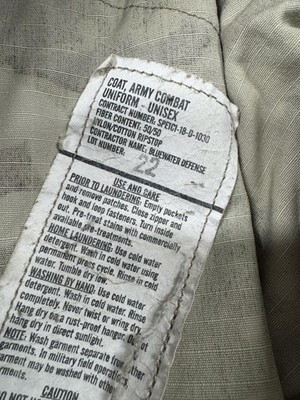 COAT, ARMY COMBAT
UNIFORM - UNISEX
CONTRACT NUMBER: SPE1C1-18-D-1030
FIBER CONTENT: 50/50
NYLON/COTTON RIPSTOP
CONTRACTOR NAME: BLUEWATER DEFENSE
LOT NUMBER: 22
USE AND CARE
PRIOR TO LAUNDERING: Empty pockets
and remove patches. Close zipper and
hook and loop fasteners. Turn inside
out. Pre-treat stains with commercially
available pre-treatments.
HOME LAUNDERING: Use cold water
detergent. Wash in cold water using
permanent press cycle. Rinse in cold
water. Tumble dry low.
WASHING BY HAND: Use cold water
detergent. Wash in cold water. Rinse
completely. Never twist or wring dry.
hang dry on a rust-proof hanger. Do not
hang dry in direct sunlight.
NOTE: Wash garment separate from other
garments. In military field operations
garment may be washed with other
garments.
CAUTION